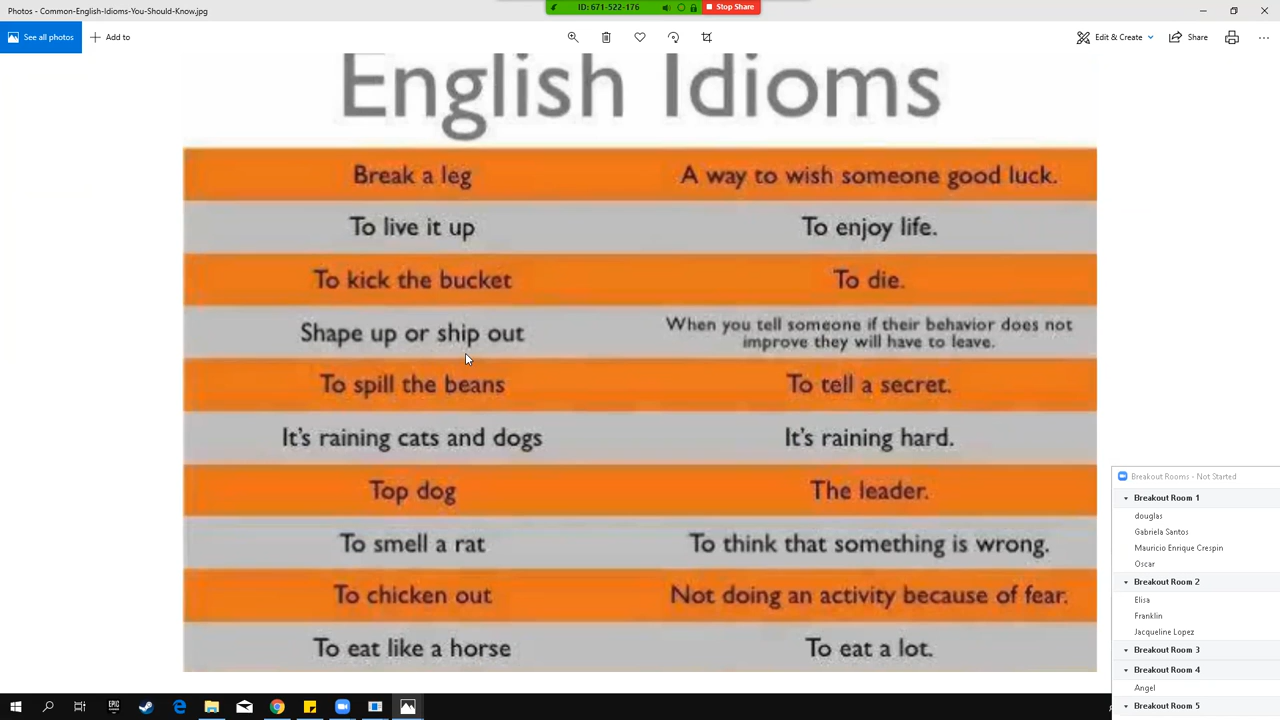 Photos - Common-English-Idioms-You-Should-Know.jpg
ID: 671-522-176
Stop Share
See all photos
Add to
Edit & Create
Share
English Idioms
Break a leg
A way to wish someone good luck.
To live it up
To enjoy life.
To kick the bucket
To die.
Shape up or ship out
When you tell someone if their behavior does not
improve they will have to leave.
To spill the beans
To tell a secret.
It's raining cats and dogs
It's raining hard.
Top dog
The leader.
To smell a rat
To think that something is wrong.
To chicken out
Not doing an activity because of fear.
To eat like a horse
To eat a lot.
Breakout Rooms - Not Started
Breakout Room 1
douglas
Gabriela Santos
Mauricio Enrique Crespin
Oscar
Breakout Room 2
Elisa
Franklin
Jacqueline Lopez
Breakout Room 3
Breakout Room 4
Angel
Breakout Room 5
EPIC